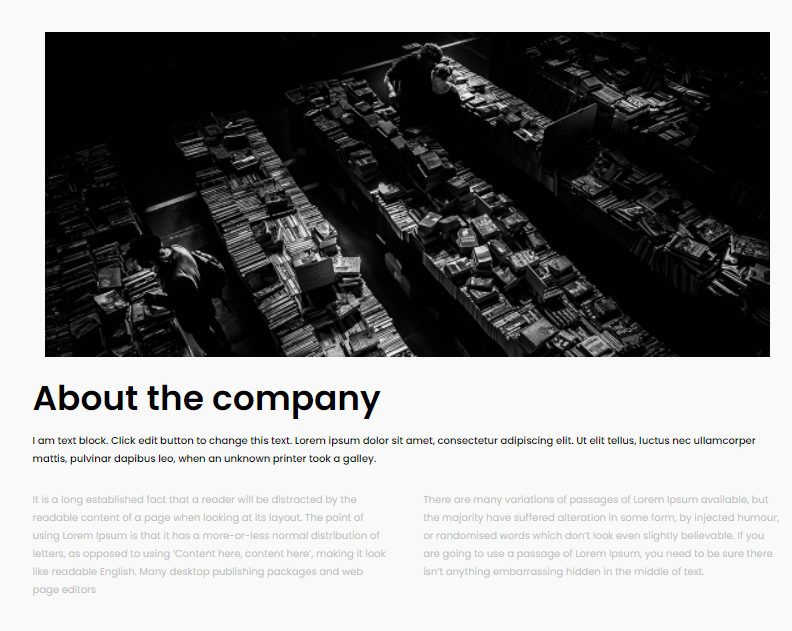 About the company
I am text block. Click edit button to change this text. Lorem ipsum dolor sit amet, consectetur adipiscing elit. Ut elit tellus, luctus nec ullamcorper
mattis, pulvinar dapibus leo, when an unknown printer took a galley.
It is a long established fact that a reader will be distracted by the
readable content of a page when looking at its layout. The point of
using Lorem Ipsum is that it has a more-or-less normal distribution of
letters, as opposed to using ‘Content here, content here’, making it look
like readable English. Many desktop publishing packages and web
page editors
There are many variations of passages of Lorem Ipsum available, but
the majority have suffered alteration in some form, by injected humour,
or randomised words which don’t look even slightly believable. If you
are going to use a passage of Lorem Ipsum, you need to be sure there
isn’t anything embarrassing hidden in the middle of text.